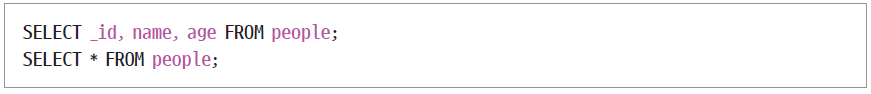 SELECT _id, name, age FROM people;
SELECT * FROM people;